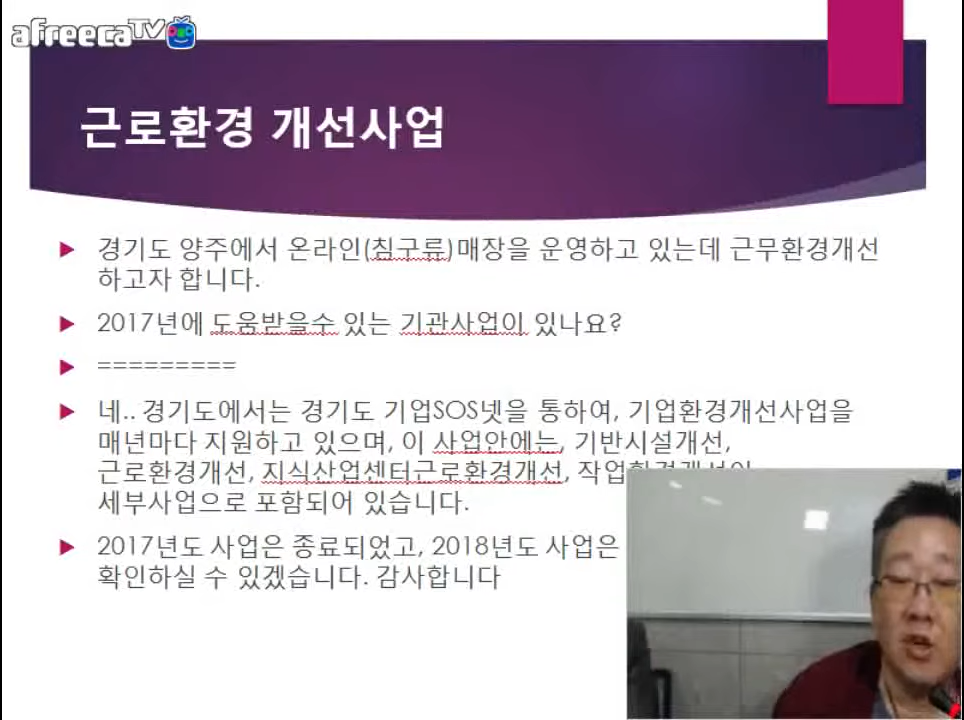 afreecaTV
근로환경 개선사업
경기도 양주에서 온라인(침구류)매장을 운영하고 있는데 근무환경개선
하고자 합니다.
2017년에 도움받을수 있는 기관사업이 있나요?
=========
네.. 경기도에서는 경기도 기업SOS넷을 통하여, 기업환경개선사업을
매년마다 지원하고 있으며, 이 사업안에는, 기반시설개선,
근로환경개선, 지식산업센터근로환경개선, 작업환경개선이
세부사업으로 포함되어 있습니다.
2017년도 사업은 종료되었고, 2018년도 사업은
확인하실 수 있겠습니다. 감사합니다